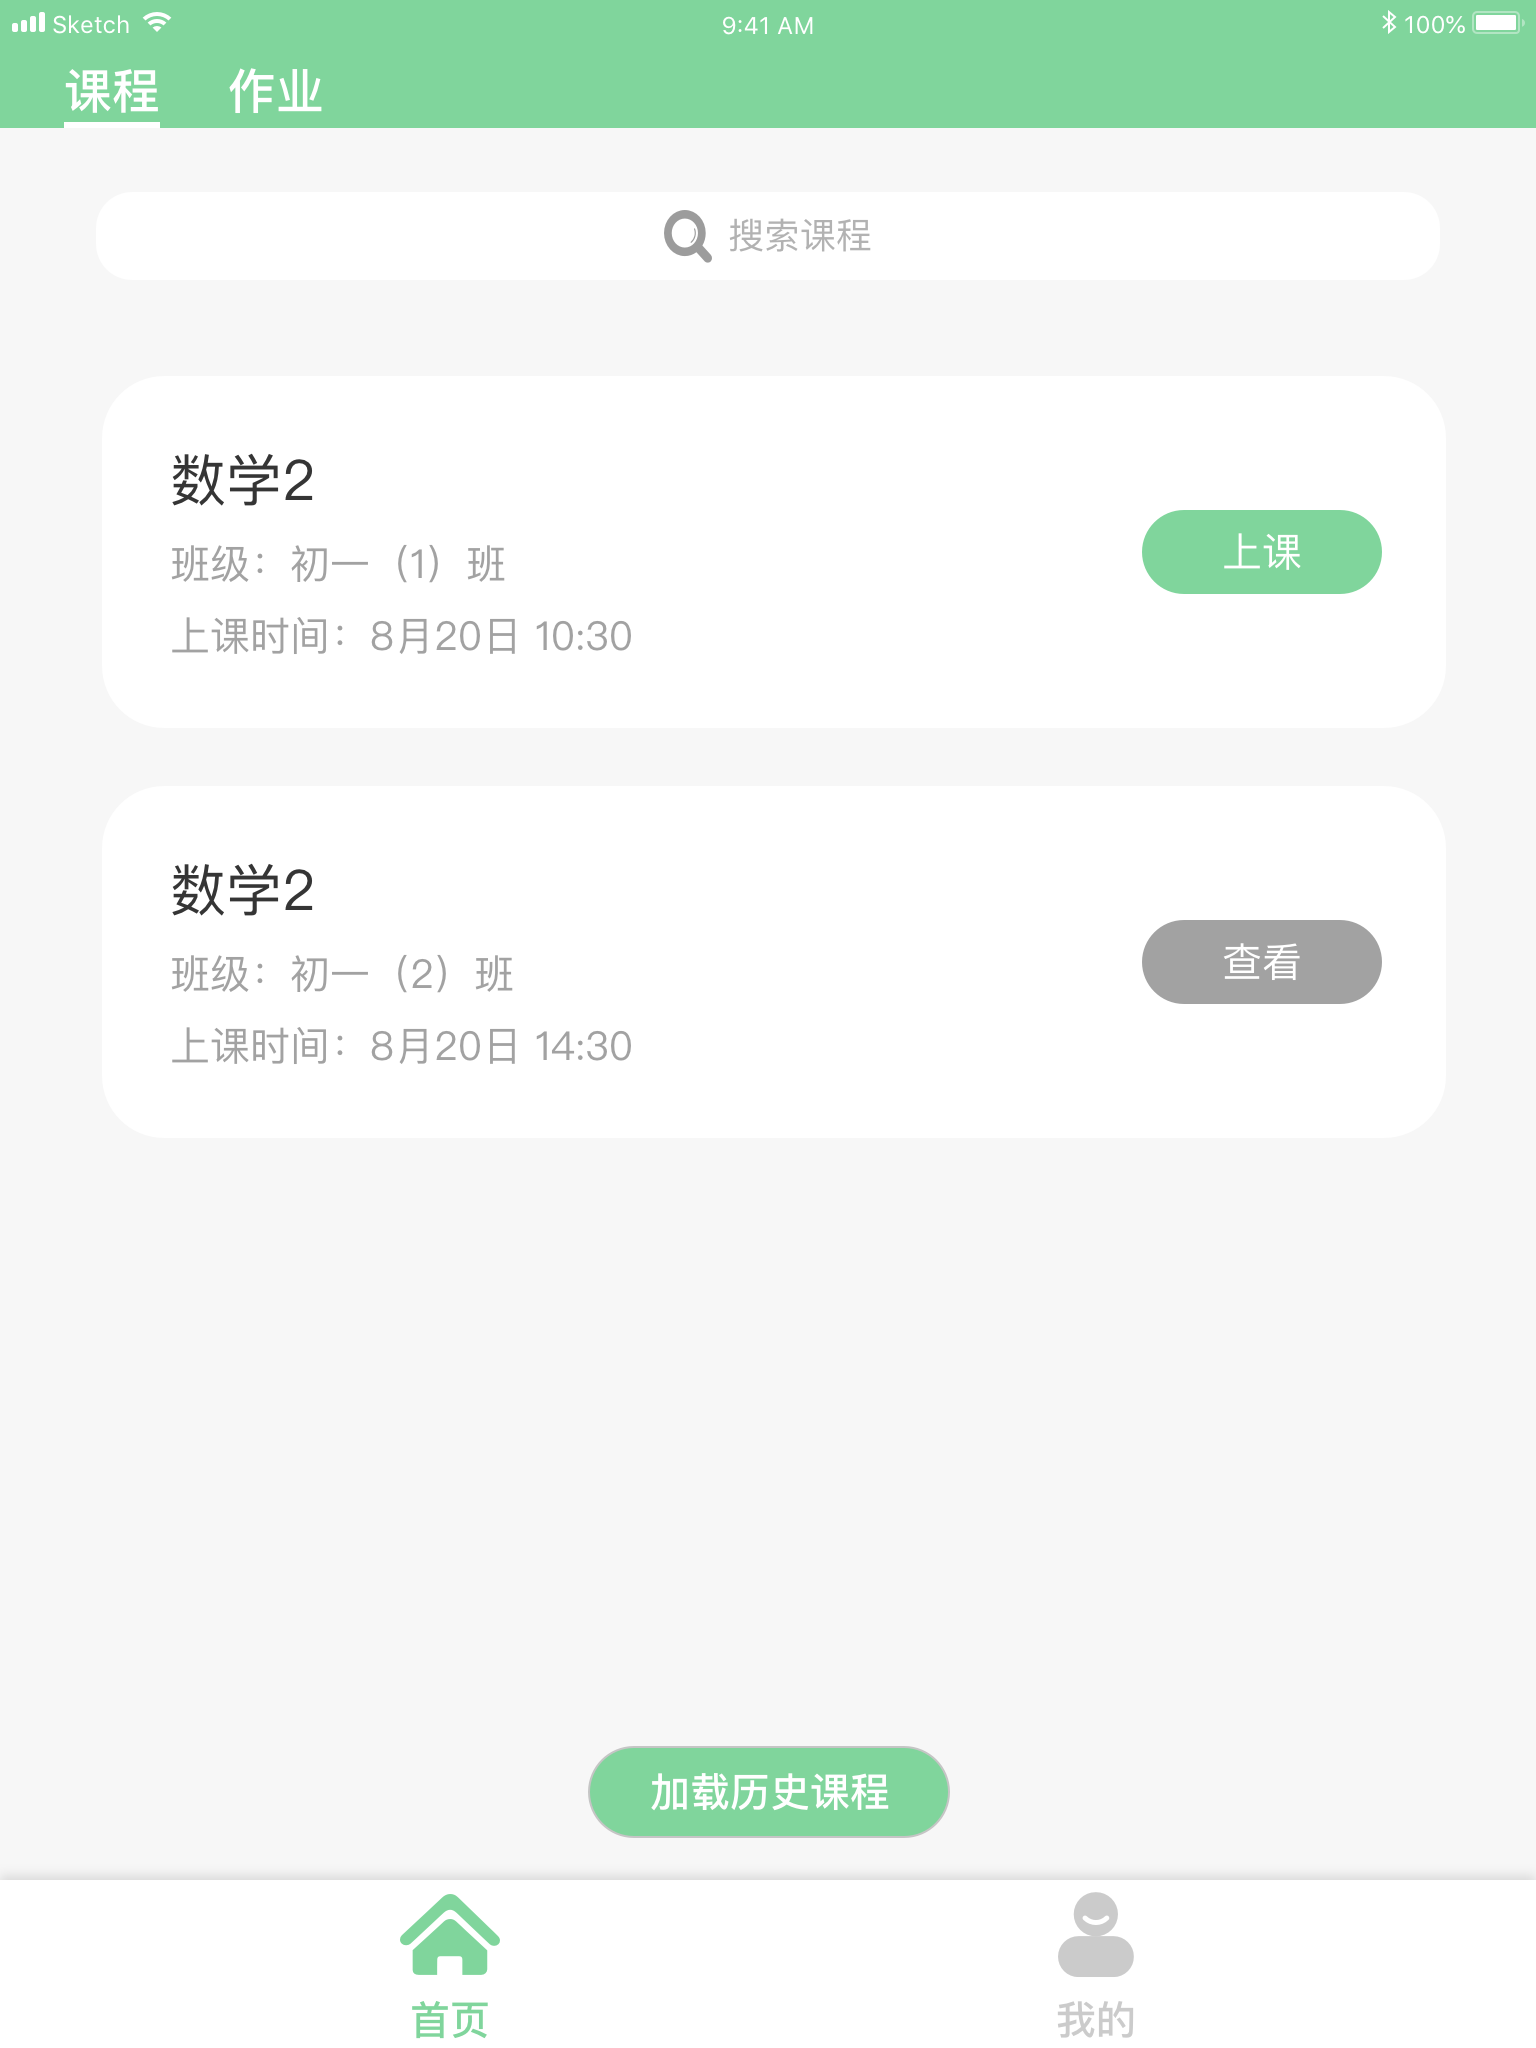 Sketch 9:41 AM 100%
课程 作业
搜索课程
数学2
班级：初一（1）班
上课
上课时间：8月20日 10:30
数学2
班级：初一（2）班
查看
上课时间：8月20日 14:30
加载历史课程
首页 我的